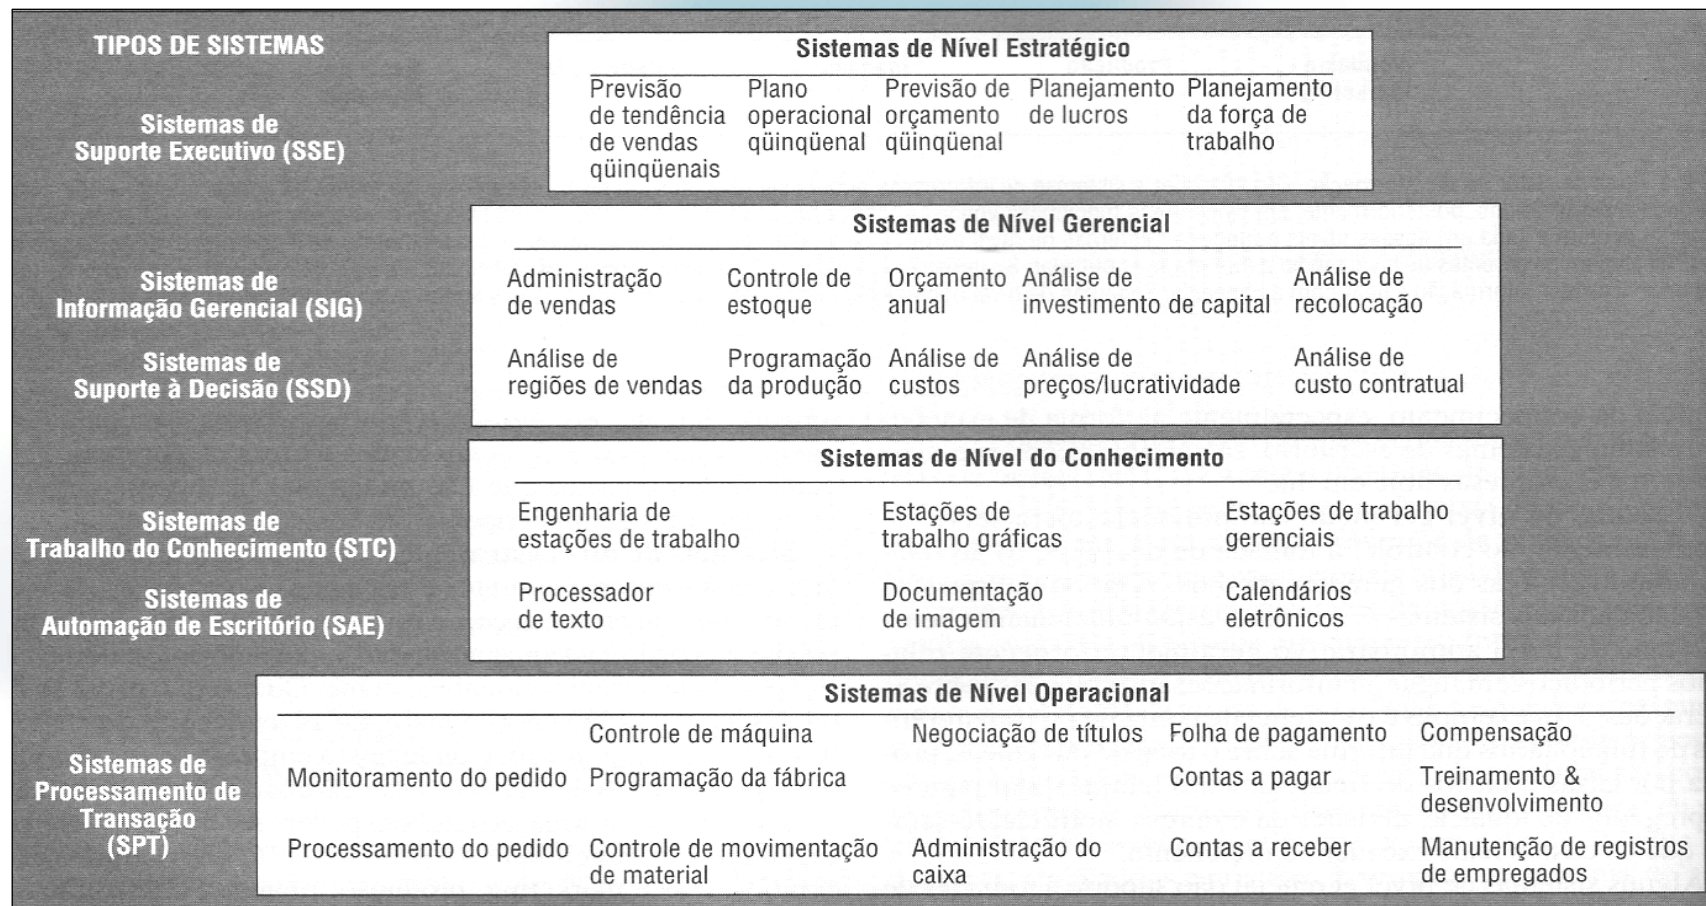 TIPOS DE SISTEMAS
Sistemas de
Suporte Executivo (SSE)
Sistemas de Nível Estratégico
Previsão
de tendência
de vendas
qüinqüenais
Plano
operacional
qüinqüenal
Previsão de
orçamento
qüinqüenal
Planejamento
de lucros
Planejamento
da força de
trabalho
Sistemas de Nível Gerencial
Sistemas de
Informação Gerencial (SIG)
Administração
de vendas
Controle de
estoque
Orçamento
anual
Análise de
investimento de capital
Análise de
recolocação
Sistemas de
Suporte à Decisão (SSD)
Análise de
regiões de vendas
Programação
da produção
Análise de
custos
Análise de
preços/lucratividade
Análise de
custo contratual
Sistemas de Nível do Conhecimento
Sistemas de
Trabalho do Conhecimento (STC)
Engenharia de
estações de trabalho
Estações de
trabalho gráficas
Estações de trabalho
gerenciais
Sistemas de
Automação de Escritório (SAE)
Processador
de texto
Documentação
de imagem
Calendários
eletrônicos
Sistemas de Nível Operacional
Sistemas de
Processamento de
Transação
(SPT)
Controle de máquina
Negociação de títulos
Folha de pagamento
Compensação
Monitoramento do pedido
Programação da fábrica
Contas a pagar
Treinamento &
desenvolvimento
Processamento do pedido
Controle de movimentação
de material
Administração do
caixa
Contas a receber
Manutenção de registros
de empregados